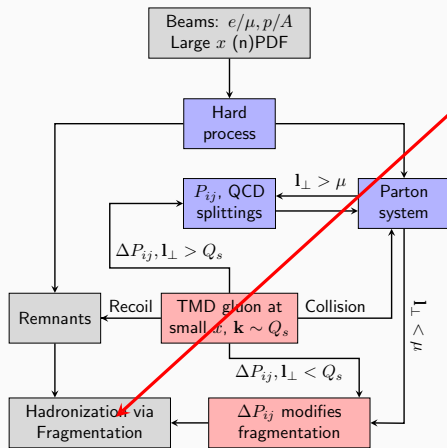 Beams: e/μ, p/A
Large x (n)PDF
Hard
process
l⊥ > μ
P_ij, QCD
splittings
Parton
system
ΔP_ij, l⊥ > Q_s
Remnants
Recoil
TMD gluon at
small x, k ∼ Q_s
Collision
l⊥ < μ
ΔP_ij, l⊥ < Q_s
Hadronization via
Fragmentation
ΔP_ij modifies
fragmentation